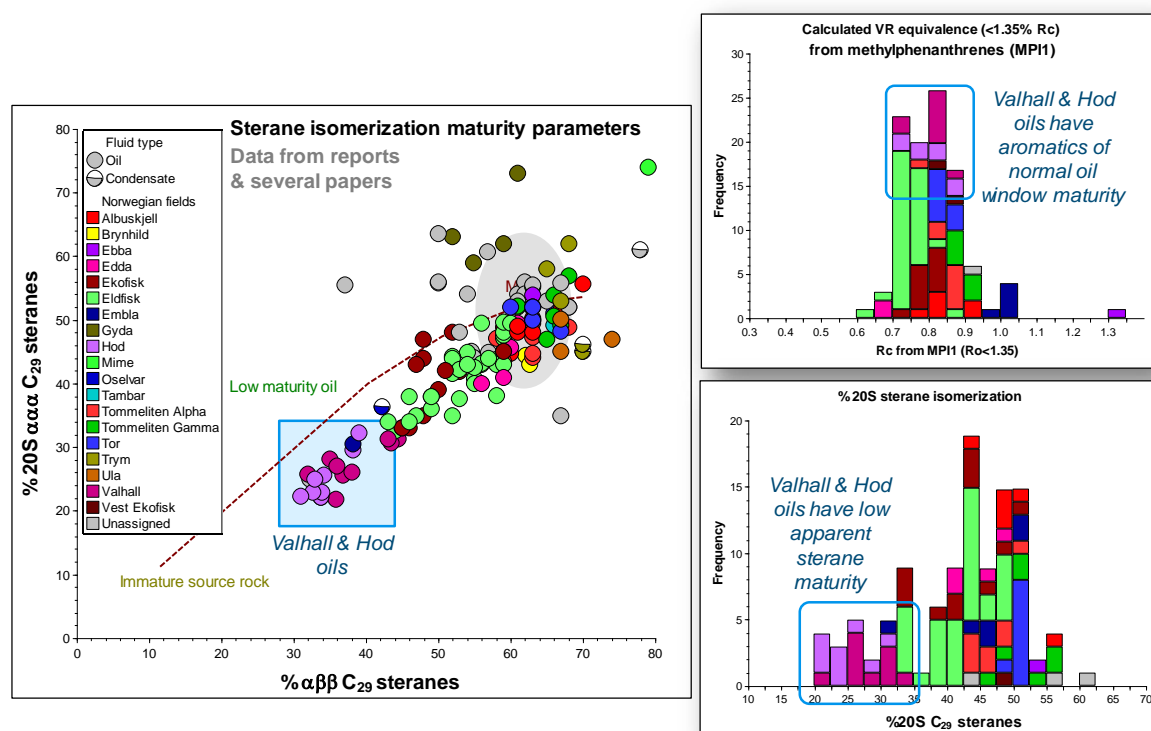 Sterane isomerization maturity parameters
Data from reports
& several papers
Fluid type
Oil
Condensate
Norwegian fields
Albuskjell
Brynhild
Ebba
Edda
Ekofisk
Eldfisk
Embla
Gyda
Hod
Mime
Oselvar
Tambar
Tommeliten Alpha
Tommeliten Gamma
Tor
Trym
Ula
Valhall
Vest Ekofisk
Unassigned
Low maturity oil
Immature source rock
Valhall & Hod
oils
%20S ααα C29 steranes
80
70
60
50
40
30
20
10
0
0 10 20 30 40 50 60 70 80
% αββ C29 steranes
Calculated VR equivalence (<1.35% Rc)
from methylphenanthrenes (MPI1)
Valhall & Hod
oils have
aromatics of
normal oil
window maturity
Frequency
30
25
20
15
10
5
0
0.3 0.4 0.5 0.6 0.7 0.8 0.9 1.0 1.1 1.2 1.3
Rc from MPI1 (Ro<1.35)
%20S sterane isomerization
Valhall & Hod
oils have low
apparent
sterane
maturity
Frequency
20
15
10
5
0
10 15 20 25 30 35 40 45 50 55 60 65 70
%20S C29 steranes